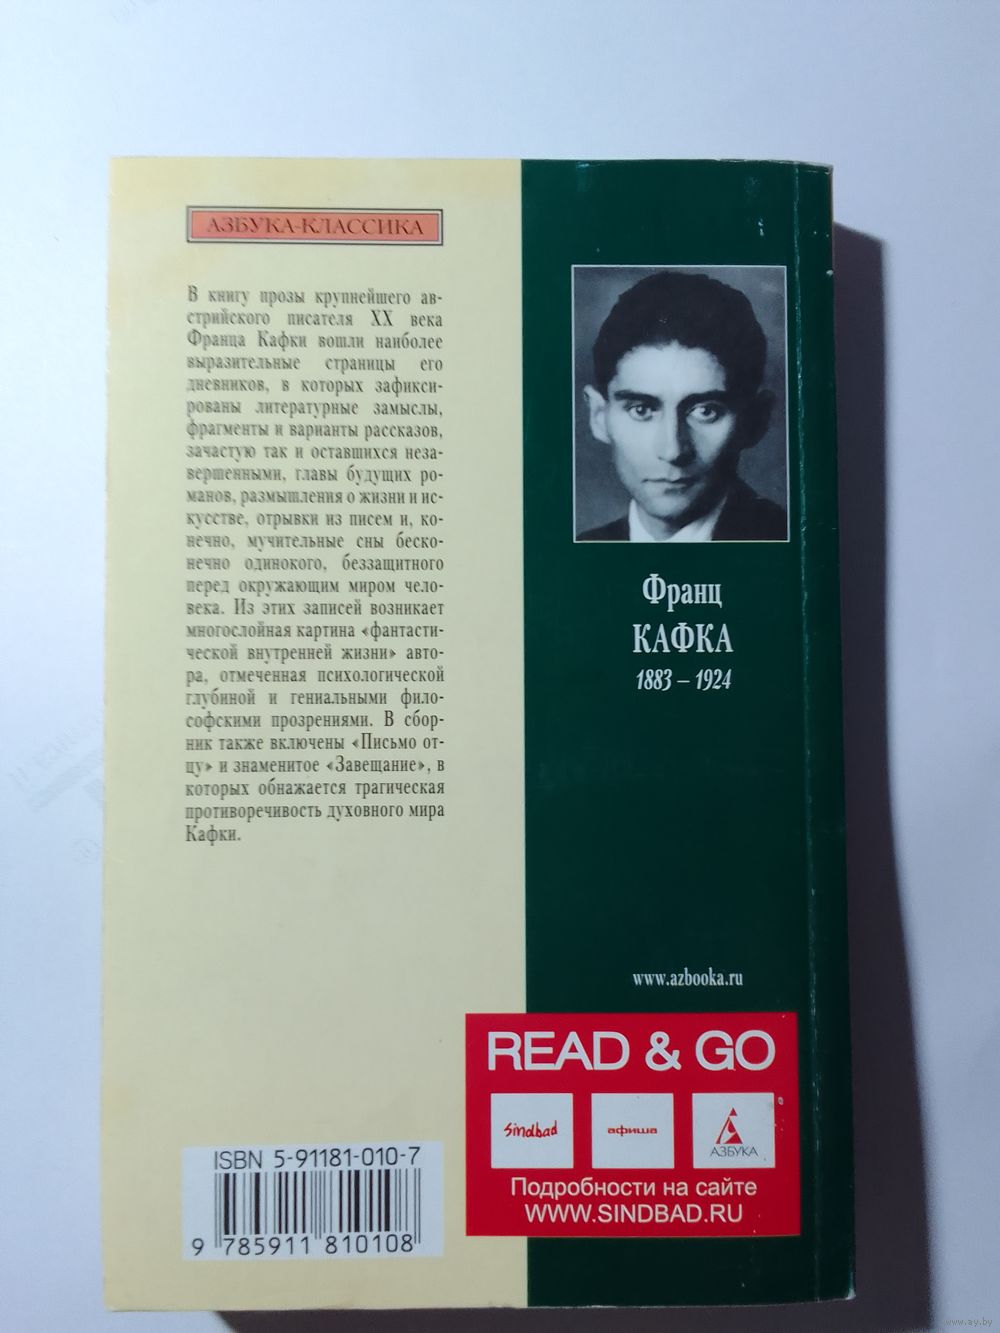 АЗБУКА-КЛАССИКА
В книгу прозы крупнейшего ав-
стрийского писателя XX века
Франца Кафки вошли наиболее
выразительные страницы его
дневников, в которых зафикси-
рованы литературные замыслы,
фрагменты и варианты рассказов,
зачастую так и оставшихся неза-
вершенными, главы будущих ро-
манов, размышления о жизни и ис-
кусстве, отрывки из писем и, ко-
нечно, мучительные сны беско-
нечно одинокого, беззащитного
перед окружающим миром чело-
века. Из этих записей возникает
многослойная картина «фантасти-
ческой внутренней жизни» авто-
ра, отмеченная психологической
глубиной и гениальными фило-
софскими прозрениями. В сбор-
ник также включены «Письмо от-
цу» и знаменитое «Завещание», в
которых обнажается трагическая
противоречивость духовного мира
Кафки.
Франц
КАФКА
1883 – 1924
www.azbooka.ru
READ & GO
Sindbad
афиша
АЗБУКА
Подробности на сайте
WWW.SINDBAD.RU
ISBN 5-91181-010-7
9 785911 810108
www.ay.by